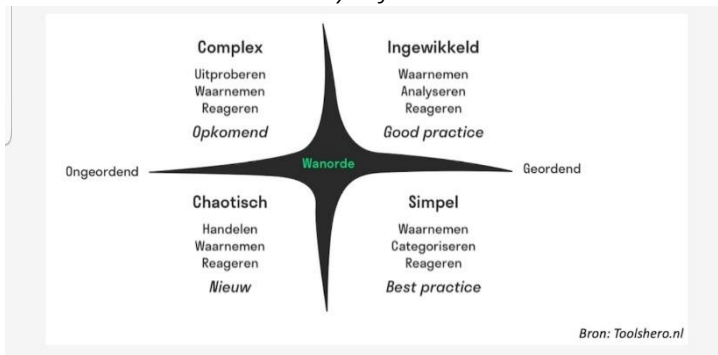 Complex
Uitproberen
Waarnemen
Reageren
Opkomend
Ingewikkeld
Waarnemen
Analyseren
Reageren
Good practice
Ongeordend
Wanorde
Geordend
Chaotisch
Handelen
Waarnemen
Reageren
Nieuw
Simpel
Waarnemen
Categoriseren
Reageren
Best practice
Bron: Toolshero.nl